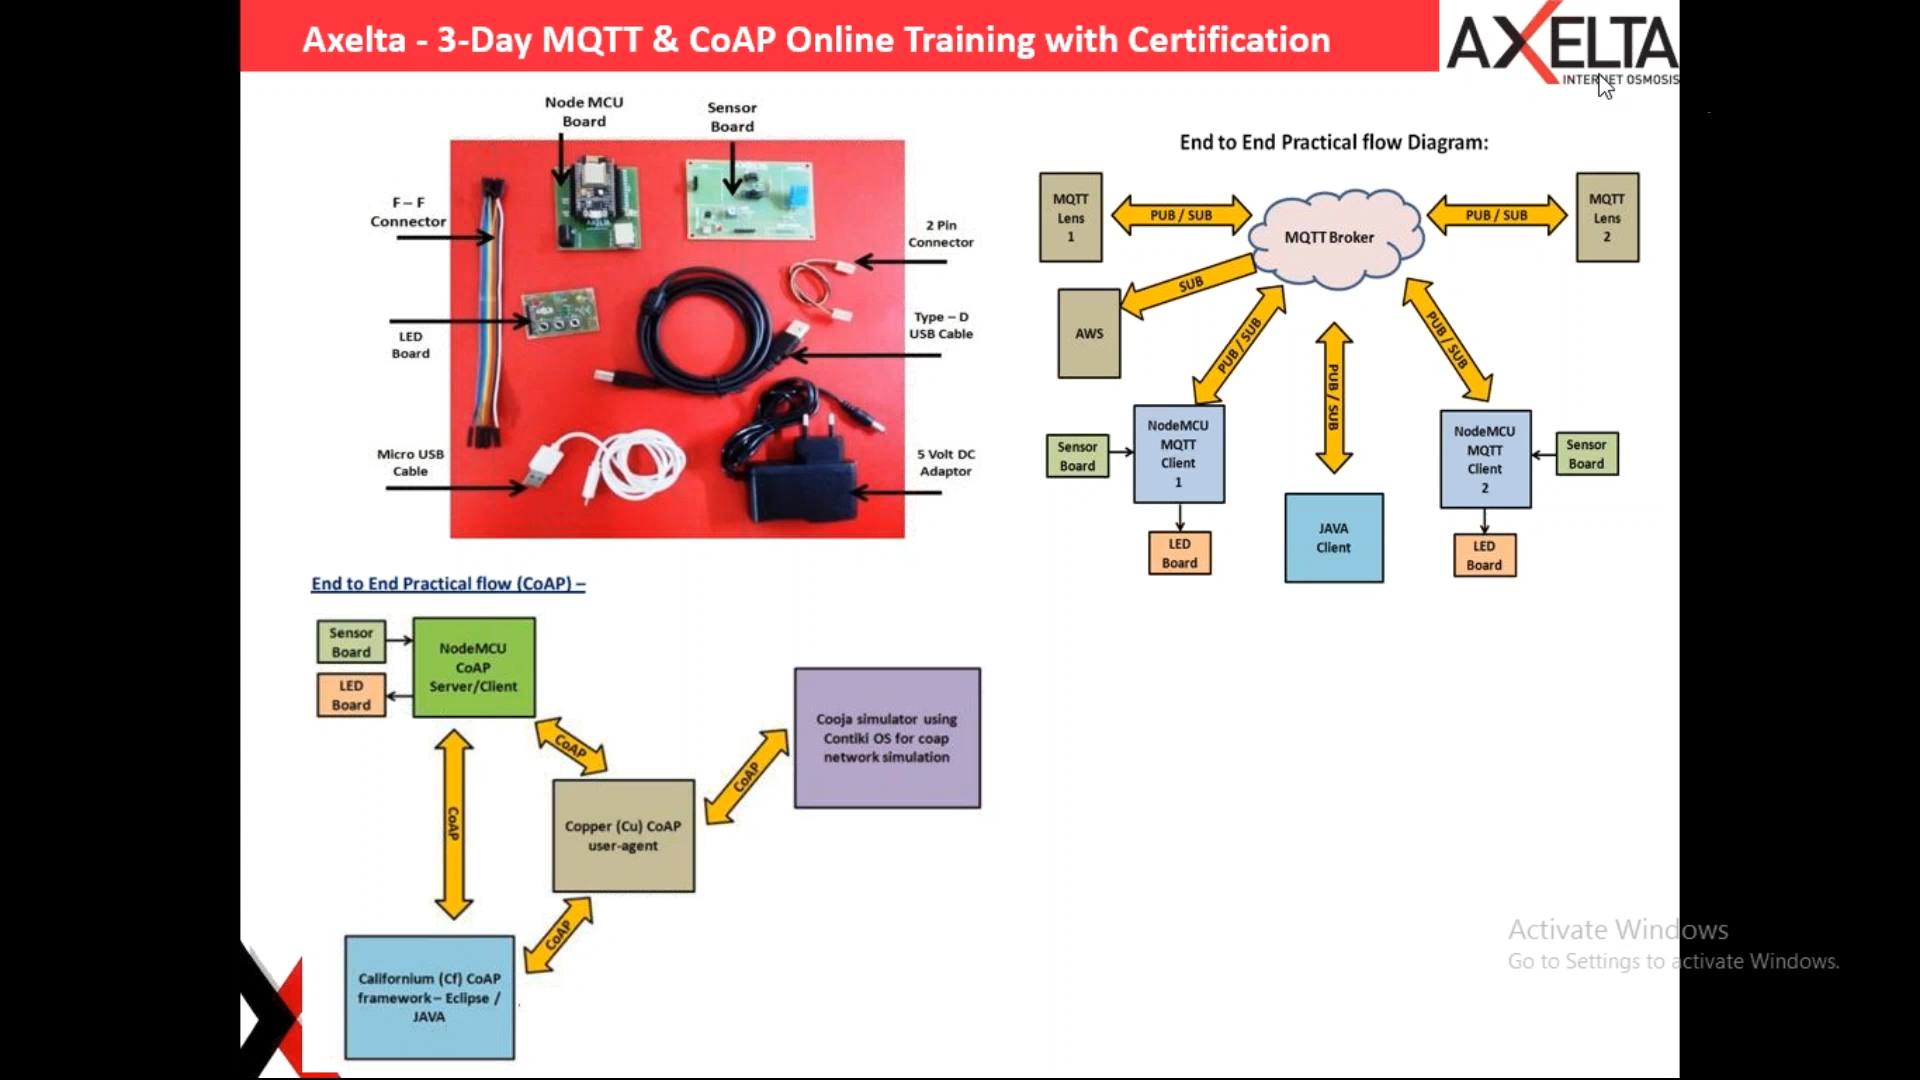 Axelta - 3-Day MQTT & CoAP Online Training with Certification
AXELTA
INTERNET OSMOSIS
Node MCU
Board
Sensor
Board
F – F
Connector
2 Pin
Connector
LED
Board
Type – D
USB Cable
Micro USB
Cable
5 Volt DC
Adaptor
End to End Practical flow Diagram:
MQTT
Lens
1
PUB / SUB
MQTT Broker
PUB / SUB
MQTT
Lens
2
SUB
AWS
PUB / SUB
PUB / SUB
PUB / SUB
Sensor
Board
NodeMCU
MQTT
Client
1
LED
Board
JAVA
Client
NodeMCU
MQTT
Client
2
Sensor
Board
LED
Board
End to End Practical flow (CoAP) –
Sensor
Board
LED
Board
NodeMCU
CoAP
Server/Client
CoAP
CoAP
CoAP
Cooja simulator using
Contiki OS for coap
network simulation
Copper (Cu) CoAP
user-agent
CoAP
Californium (Cf) CoAP
framework – Eclipse /
JAVA
Activate Windows
Go to Settings to activate Windows.